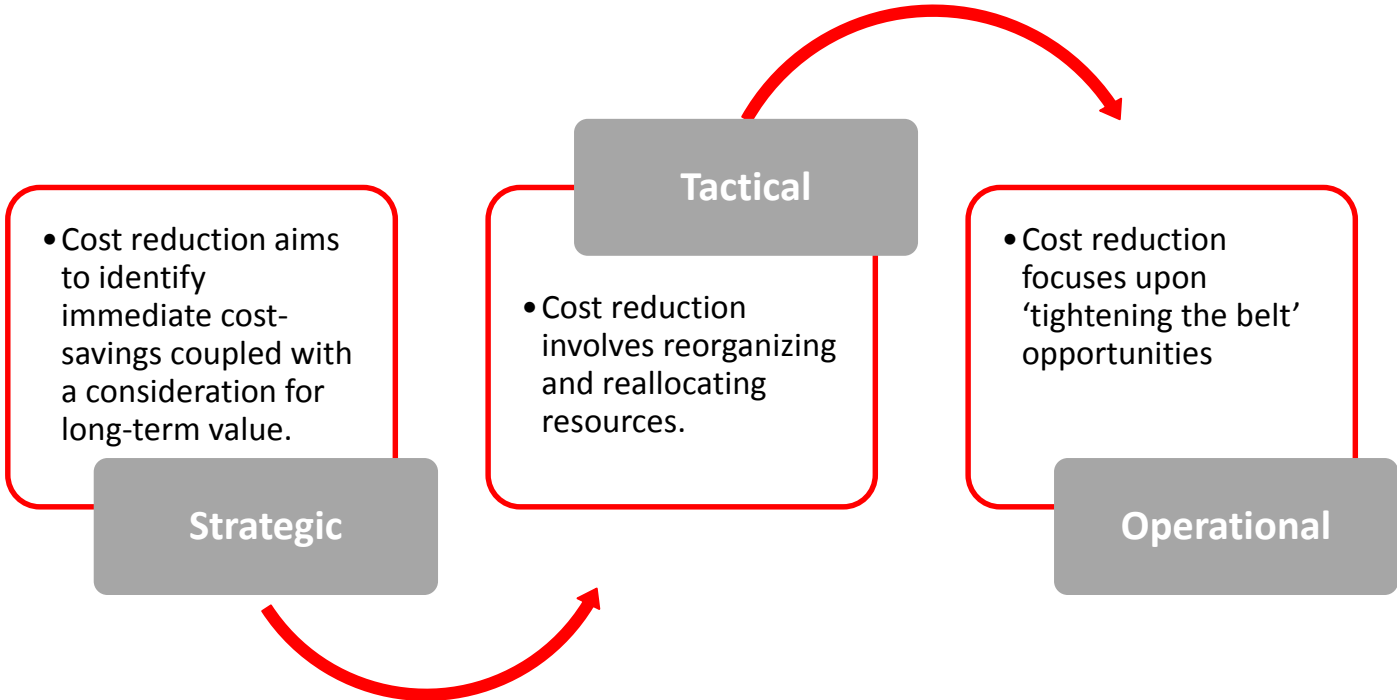 •Cost reduction aims
to identify
immediate cost-
savings coupled with
a consideration for
long-term value.
Strategic
Tactical
•Cost reduction
involves reorganizing
and reallocating
resources.
•Cost reduction
focuses upon
‘tightening the belt’
opportunities
Operational